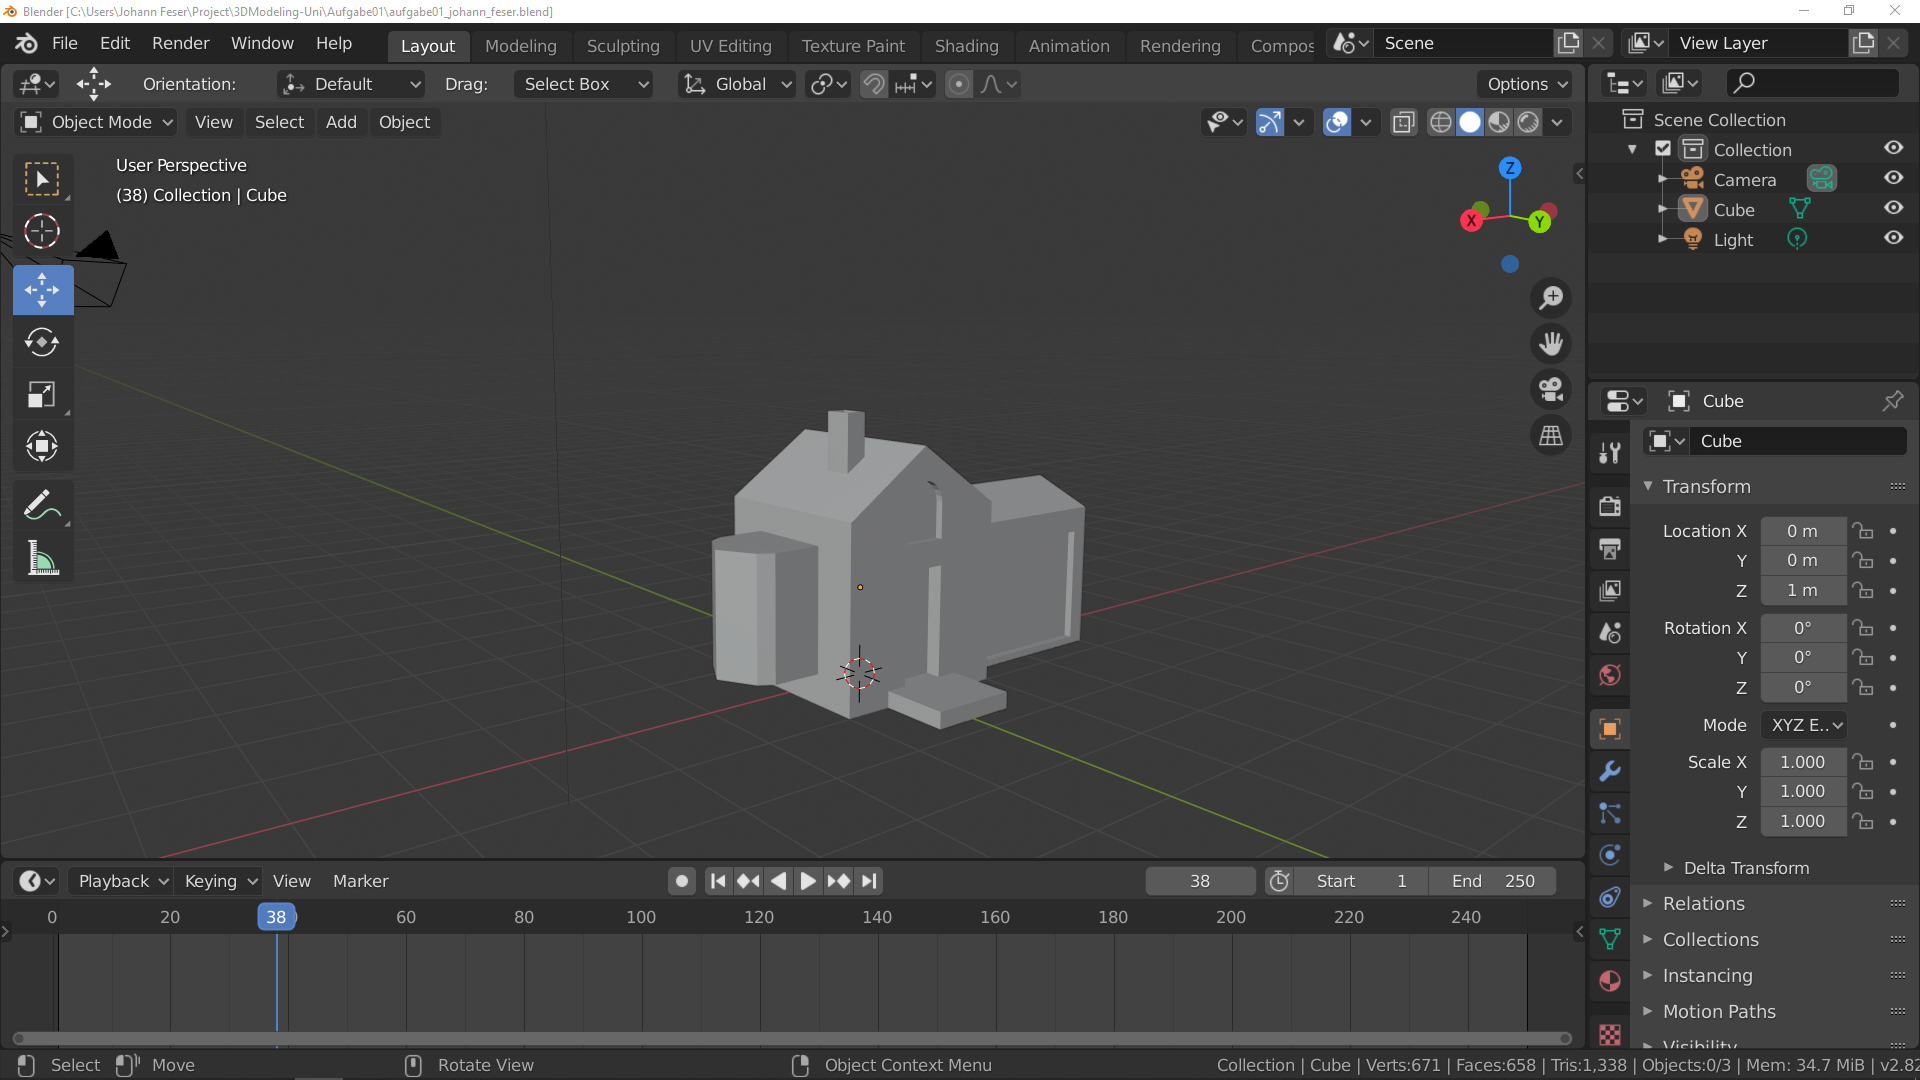 Blender [C:\Users\Johann Feser\Project\3DModeling-Uni\Aufgabe01\aufgabe01_johann_feser.blend]
File Edit Render Window Help Layout Modeling Sculpting UV Editing Texture Paint Shading Animation Rendering Compos Scene View Layer
Orientation: Default Drag: Select Box Global Options
Object Mode View Select Add Object
User Perspective
(38) Collection | Cube
Z
X
Y
Scene Collection
Collection
Camera
Cube
Light
Cube
Cube
Transform
Location X 0 m
Y 0 m
Z 1 m
Rotation X 0°
Y 0°
Z 0°
Mode XYZ E..
Scale X 1.000
Y 1.000
Z 1.000
Delta Transform
Relations
Collections
Instancing
Motion Paths
Visibility
Playback Keying View Marker 38 Start 1 End 250
0 20 38 60 80 100 120 140 160 180 200 220 240
Select Move Rotate View Object Context Menu Collection | Cube | Verts:671 | Faces:658 | Tris:1,338 | Objects:0/3 | Mem: 34.7 MiB | v2.82